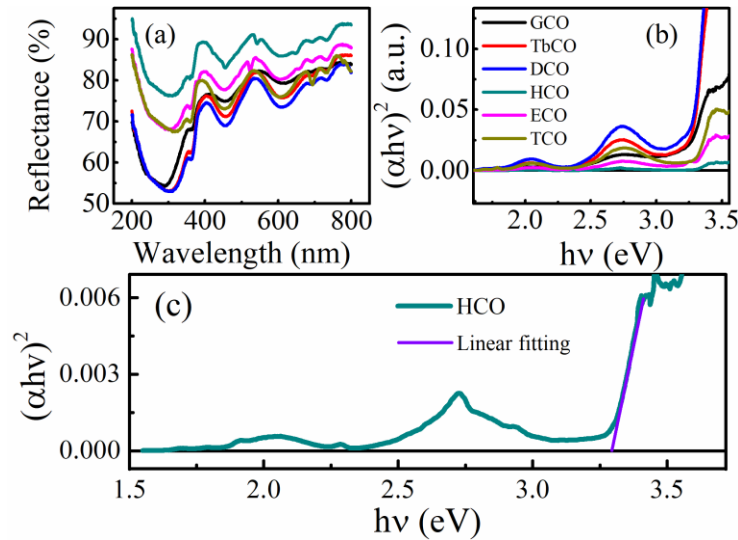 (a)
Reflectance (%)
90
80
70
60
50
200 400 600 800
Wavelength (nm)
(b)
GCO
TbCO
DCO
HCO
ECO
TCO
(αhν)² (a.u.)
0.10
0.05
0.00
2.0 2.5 3.0 3.5
hν (eV)
(c)
HCO
Linear fitting
(αhν)²
0.006
0.003
0.000
1.5 2.0 2.5 3.0 3.5
hν (eV)